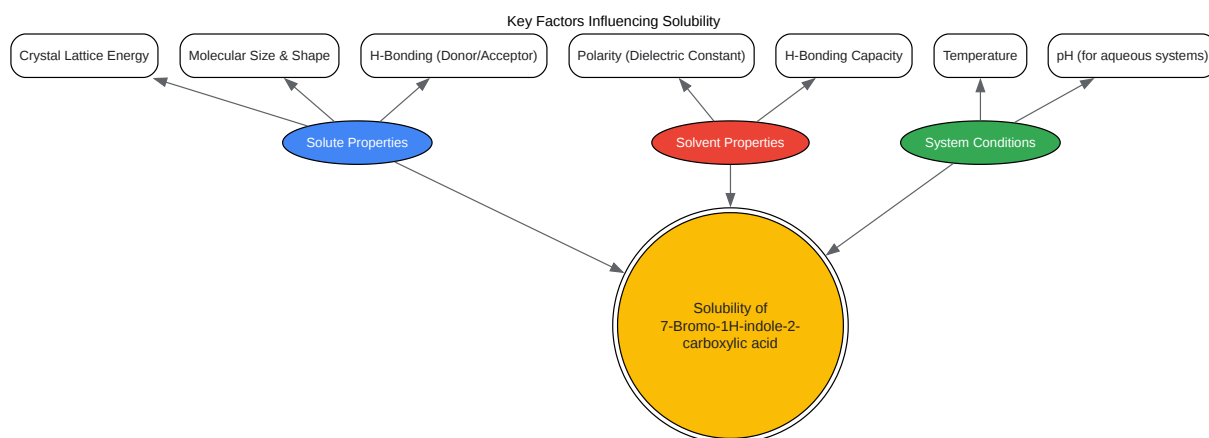 Key Factors Influencing Solubility
Crystal Lattice Energy
Molecular Size & Shape
H-Bonding (Donor/Acceptor)
Polarity (Dielectric Constant)
H-Bonding Capacity
Temperature
pH (for aqueous systems)
Solute Properties
Solvent Properties
System Conditions
Solubility of
7-Bromo-1H-indole-2-
carboxylic acid